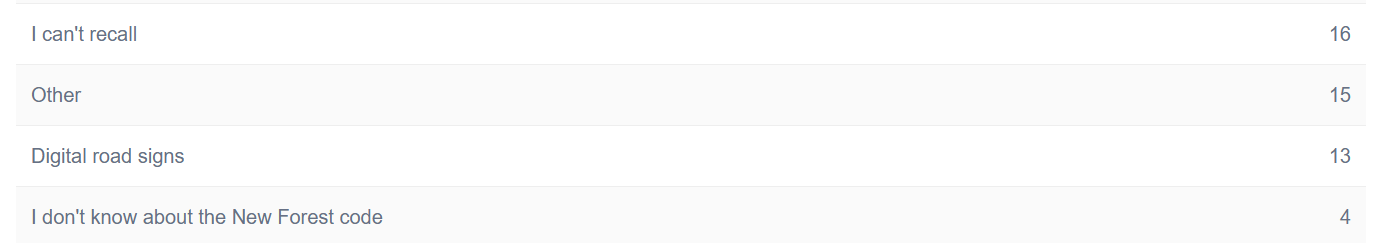 I can't recall 16
Other 15
Digital road signs 13
I don't know about the New Forest code 4